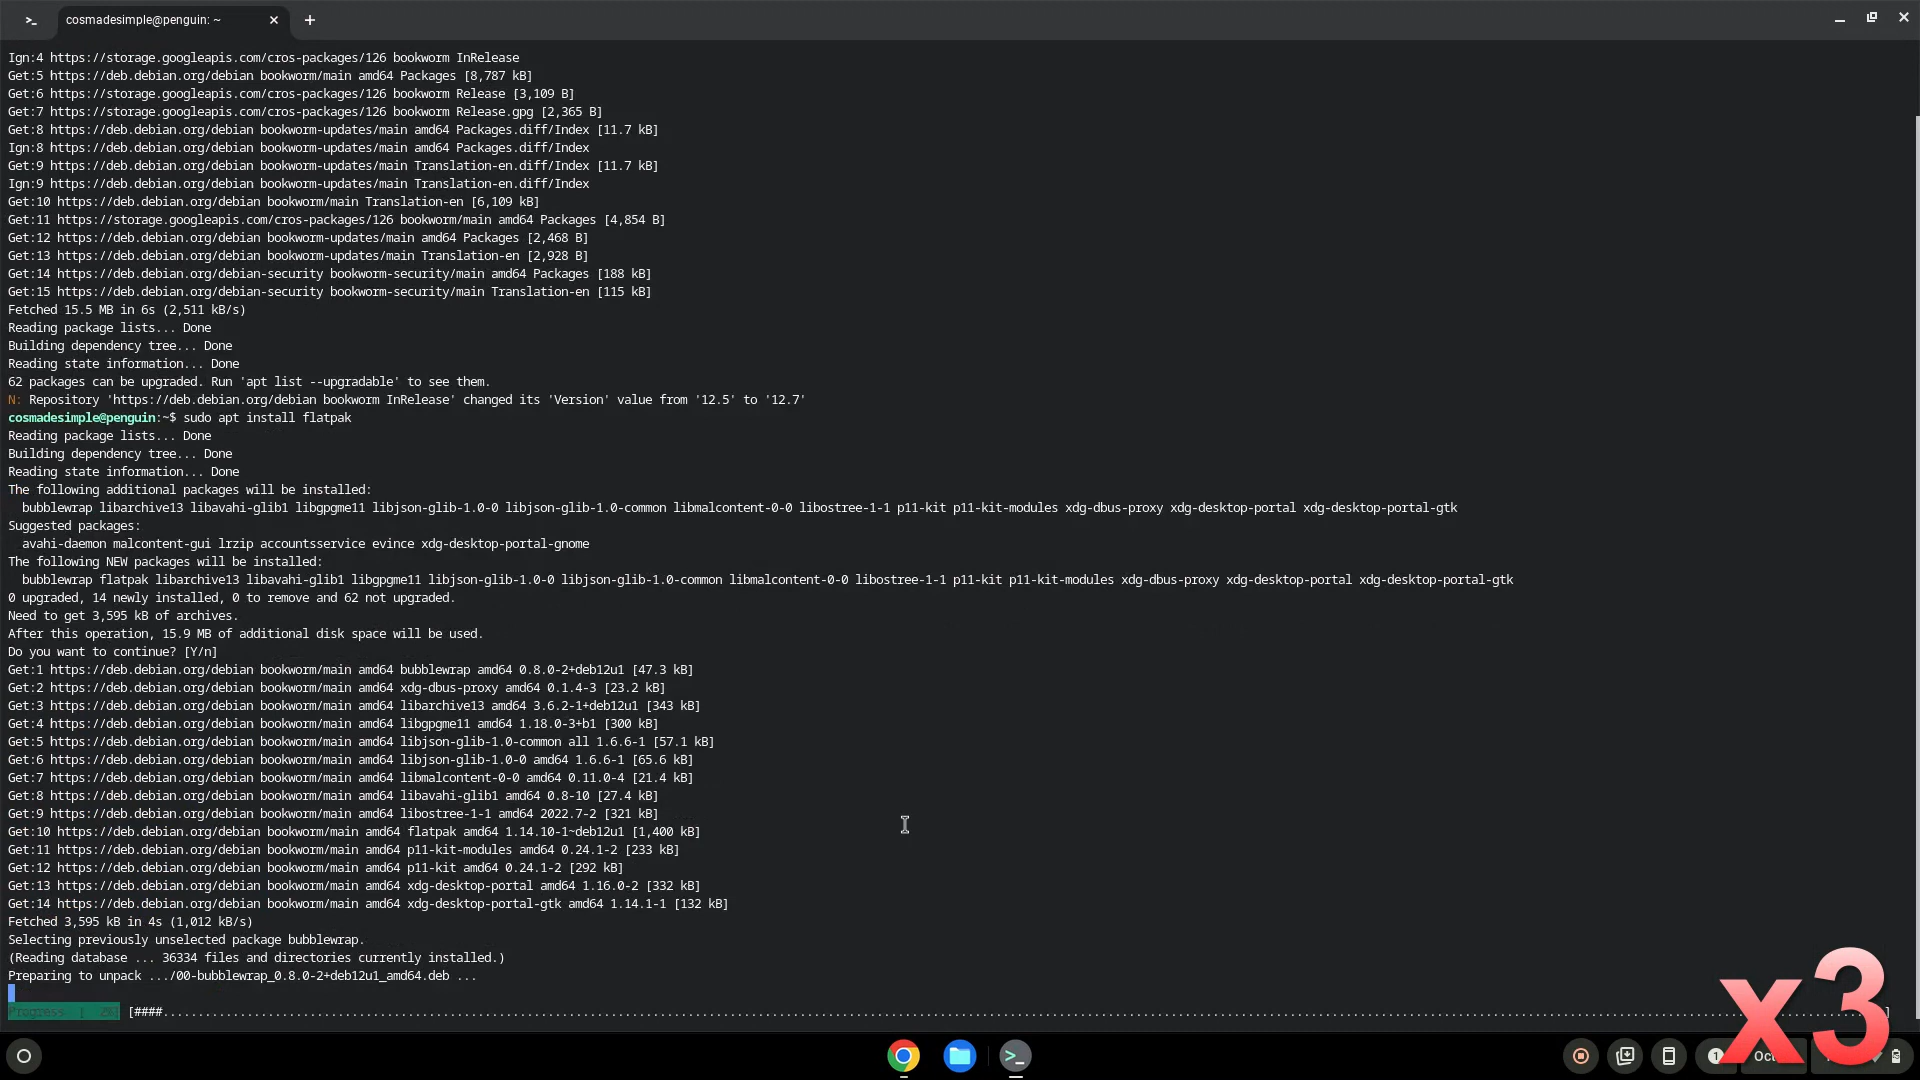 cosmadesimple@penguin: ~
Ign:4 https://storage.googleapis.com/cros-packages/126 bookworm InRelease
Get:5 https://deb.debian.org/debian bookworm/main amd64 Packages [8,787 kB]
Get:6 https://storage.googleapis.com/cros-packages/126 bookworm Release [3,109 B]
Get:7 https://storage.googleapis.com/cros-packages/126 bookworm Release.gpg [2,365 B]
Get:8 https://deb.debian.org/debian bookworm-updates/main amd64 Packages.diff/Index [11.7 kB]
Ign:8 https://deb.debian.org/debian bookworm-updates/main amd64 Packages.diff/Index
Get:9 https://deb.debian.org/debian bookworm-updates/main Translation-en.diff/Index [11.7 kB]
Ign:9 https://deb.debian.org/debian bookworm-updates/main Translation-en.diff/Index
Get:10 https://deb.debian.org/debian bookworm/main Translation-en [6,109 kB]
Get:11 https://storage.googleapis.com/cros-packages/126 bookworm/main amd64 Packages [4,854 B]
Get:12 https://deb.debian.org/debian bookworm-updates/main amd64 Packages [2,468 B]
Get:13 https://deb.debian.org/debian bookworm-updates/main Translation-en [2,928 B]
Get:14 https://deb.debian.org/debian-security bookworm-security/main amd64 Packages [188 kB]
Get:15 https://deb.debian.org/debian-security bookworm-security/main Translation-en [115 kB]
Fetched 15.5 MB in 6s (2,511 kB/s)
Reading package lists... Done
Building dependency tree... Done
Reading state information... Done
62 packages can be upgraded. Run 'apt list --upgradable' to see them.
N: Repository 'https://deb.debian.org/debian bookworm InRelease' changed its 'Version' value from '12.5' to '12.7'
cosmadesimple@penguin:~$ sudo apt install flatpak
Reading package lists... Done
Building dependency tree... Done
Reading state information... Done
The following additional packages will be installed:
bubblewrap libarchive13 libavahi-glib1 libgpgme11 libjson-glib-1.0-0 libjson-glib-1.0-common libmalcontent-0-0 libostree-1-1 p11-kit p11-kit-modules xdg-dbus-proxy xdg-desktop-portal xdg-desktop-portal-gtk
Suggested packages:
avahi-daemon malcontent-gui lrzip accountsservice evince xdg-desktop-portal-gnome
The following NEW packages will be installed:
bubblewrap flatpak libarchive13 libavahi-glib1 libgpgme11 libjson-glib-1.0-0 libjson-glib-1.0-common libmalcontent-0-0 libostree-1-1 p11-kit p11-kit-modules xdg-dbus-proxy xdg-desktop-portal xdg-desktop-portal-gtk
0 upgraded, 14 newly installed, 0 to remove and 62 not upgraded.
Need to get 3,595 kB of archives.
After this operation, 15.9 MB of additional disk space will be used.
Do you want to continue? [Y/n]
Get:1 https://deb.debian.org/debian bookworm/main amd64 bubblewrap amd64 0.8.0-2+deb12u1 [47.3 kB]
Get:2 https://deb.debian.org/debian bookworm/main amd64 xdg-dbus-proxy amd64 0.1.4-3 [23.2 kB]
Get:3 https://deb.debian.org/debian bookworm/main amd64 libarchive13 amd64 3.6.2-1+deb12u1 [343 kB]
Get:4 https://deb.debian.org/debian bookworm/main amd64 libgpgme11 amd64 1.18.0-3+b1 [300 kB]
Get:5 https://deb.debian.org/debian bookworm/main amd64 libjson-glib-1.0-common all 1.6.6-1 [57.1 kB]
Get:6 https://deb.debian.org/debian bookworm/main amd64 libjson-glib-1.0-0 amd64 1.6.6-1 [65.6 kB]
Get:7 https://deb.debian.org/debian bookworm/main amd64 libmalcontent-0-0 amd64 0.11.0-4 [21.4 kB]
Get:8 https://deb.debian.org/debian bookworm/main amd64 libavahi-glib1 amd64 0.8-10 [27.4 kB]
Get:9 https://deb.debian.org/debian bookworm/main amd64 libostree-1-1 amd64 2022.7-2 [321 kB]
Get:10 https://deb.debian.org/debian bookworm/main amd64 flatpak amd64 1.14.10-1~deb12u1 [1,400 kB]
Get:11 https://deb.debian.org/debian bookworm/main amd64 p11-kit-modules amd64 0.24.1-2 [233 kB]
Get:12 https://deb.debian.org/debian bookworm/main amd64 p11-kit amd64 0.24.1-2 [292 kB]
Get:13 https://deb.debian.org/debian bookworm/main amd64 xdg-desktop-portal amd64 1.16.0-2 [332 kB]
Get:14 https://deb.debian.org/debian bookworm/main amd64 xdg-desktop-portal-gtk amd64 1.14.1-1 [132 kB]
Fetched 3,595 kB in 4s (1,012 kB/s)
Selecting previously unselected package bubblewrap.
(Reading database ... 36334 files and directories currently installed.)
Preparing to unpack .../00-bubblewrap_0.8.0-2+deb12u1_amd64.deb ...
Progress: [
x3
1
Oct